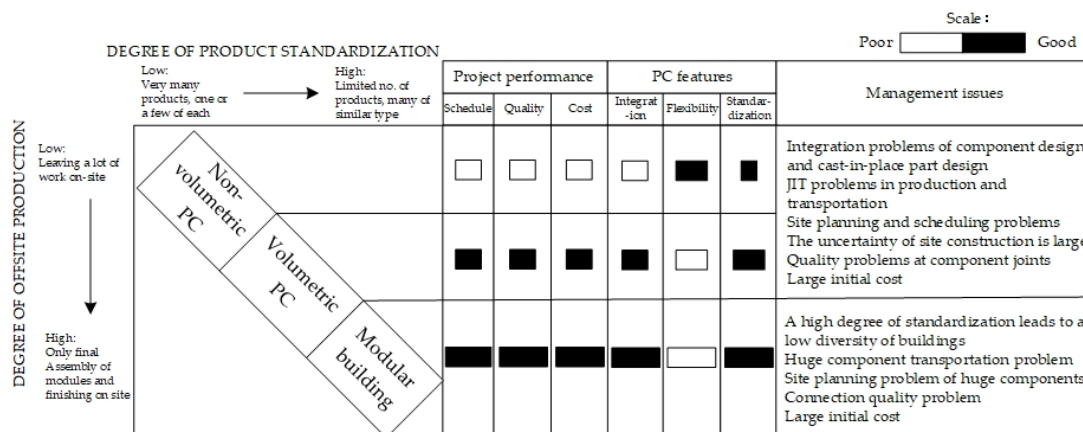 Scale :
Poor
Good
DEGREE OF PRODUCT STANDARDIZATION
Low:
Very many
products, one or
a few of each
High:
Limited no. of
products, many of
similar type
Project performance
PC features
Management issues
Schedule
Quality
Cost
Integrat
-ion
Flexibility
Standar-
dization
DEGREE OF OFFSITE PRODUCTION
Low:
Leaving a lot of
work on-site
High:
Only final
Assembly of
modules and
finishing on site
Non-
volumetric
PC
Volumetric
PC
Modular
building
Integration problems of component design
and cast-in-place part design
JIT problems in production and
transportation
Site planning and scheduling problems
The uncertainty of site construction is large
Quality problems at component joints
Large initial cost
A high degree of standardization leads to a
low diversity of buildings
Huge component transportation problem
Site planning problem of huge components
Connection quality problem
Large initial cost